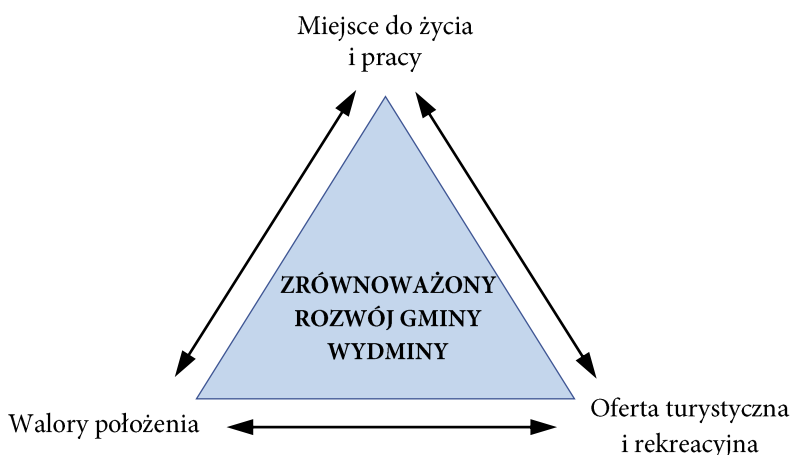 Miejsce do życia
i pracy
ZRÓWNOWAŻONY
ROZWÓJ GMINY
WYDMINY
Walory położenia
Oferta turystyczna
i rekreacyjna